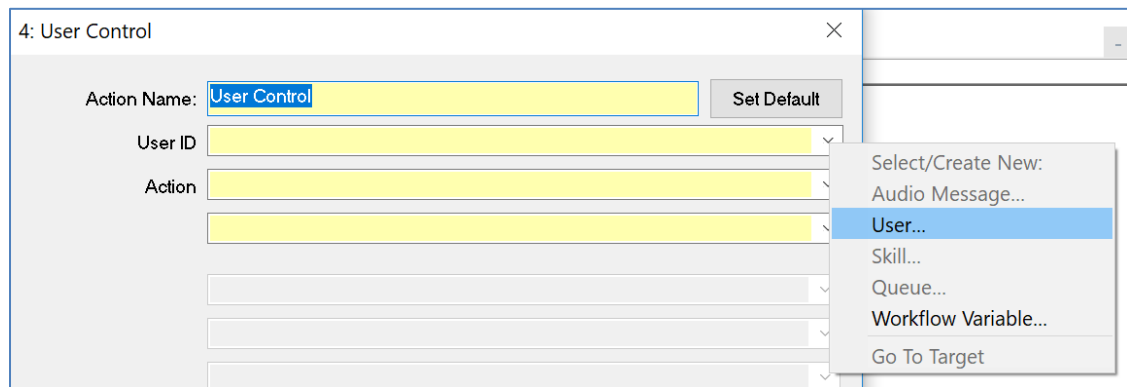 4: User Control
Action Name: User Control Set Default
User ID
Action
Select/Create New:
Audio Message...
User...
Skill...
Queue...
Workflow Variable...
Go To Target